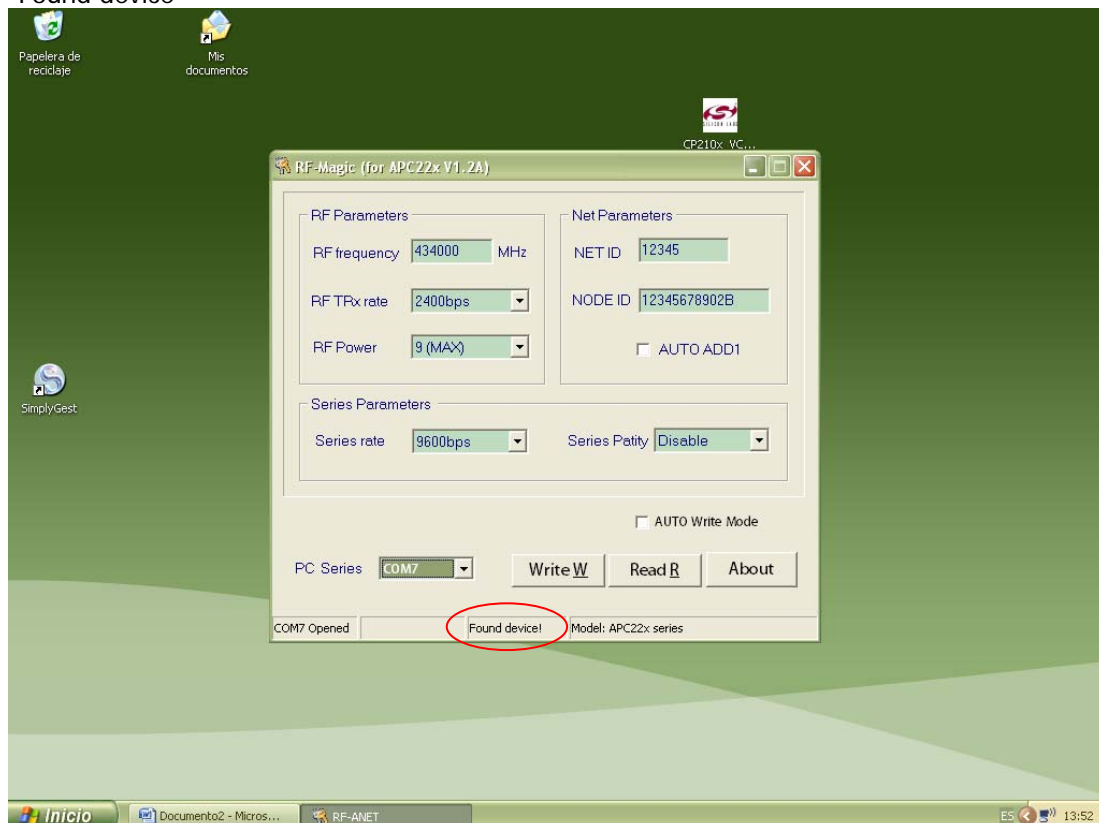 Found devise
Papelera de
reciclaje
Mis
documentos
SILICON LABS
CP210x VC...
RF-Magic (for APC22x V1.2A)
RF Parameters
Net Parameters
RF frequency 434000 MHz
NET ID 12345
RF TRx rate 2400bps
NODE ID 12345678902B
RF Power 9 (MAX)
AUTO ADD1
SimplyGest
Series Parameters
Series rate 9600bps
Series Patity Disable
AUTO Write Mode
PC Series COM7
Write W Read R About
COM7 Opened Found device! Model: APC22x series
Inicio Documento2 - Micros... RF-ANET ES 13:52